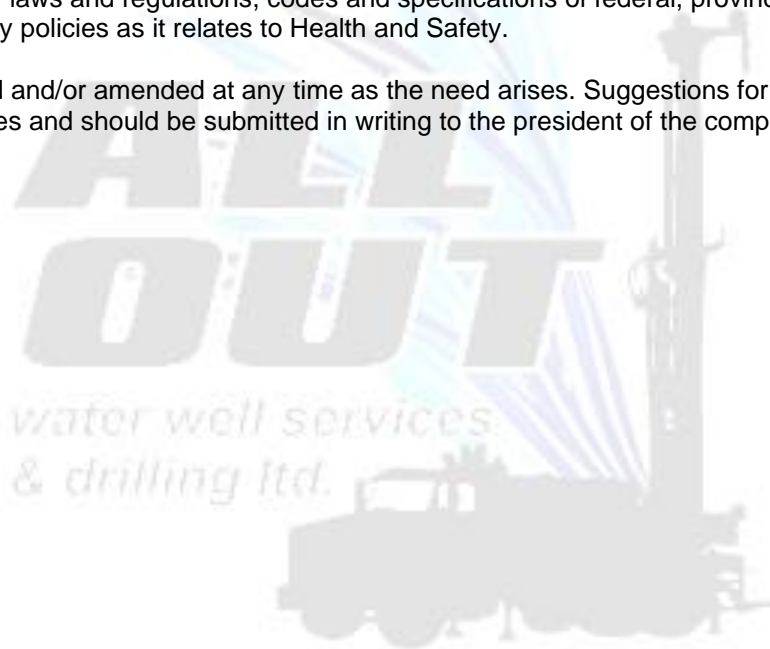 laws and regulations, codes and specifications of federal, provinc
y policies as it relates to Health and Safety.
and/or amended at any time as the need arises. Suggestions for
es and should be submitted in writing to the president of the comp
ALL
OUT
water well services
& drilling ltd.